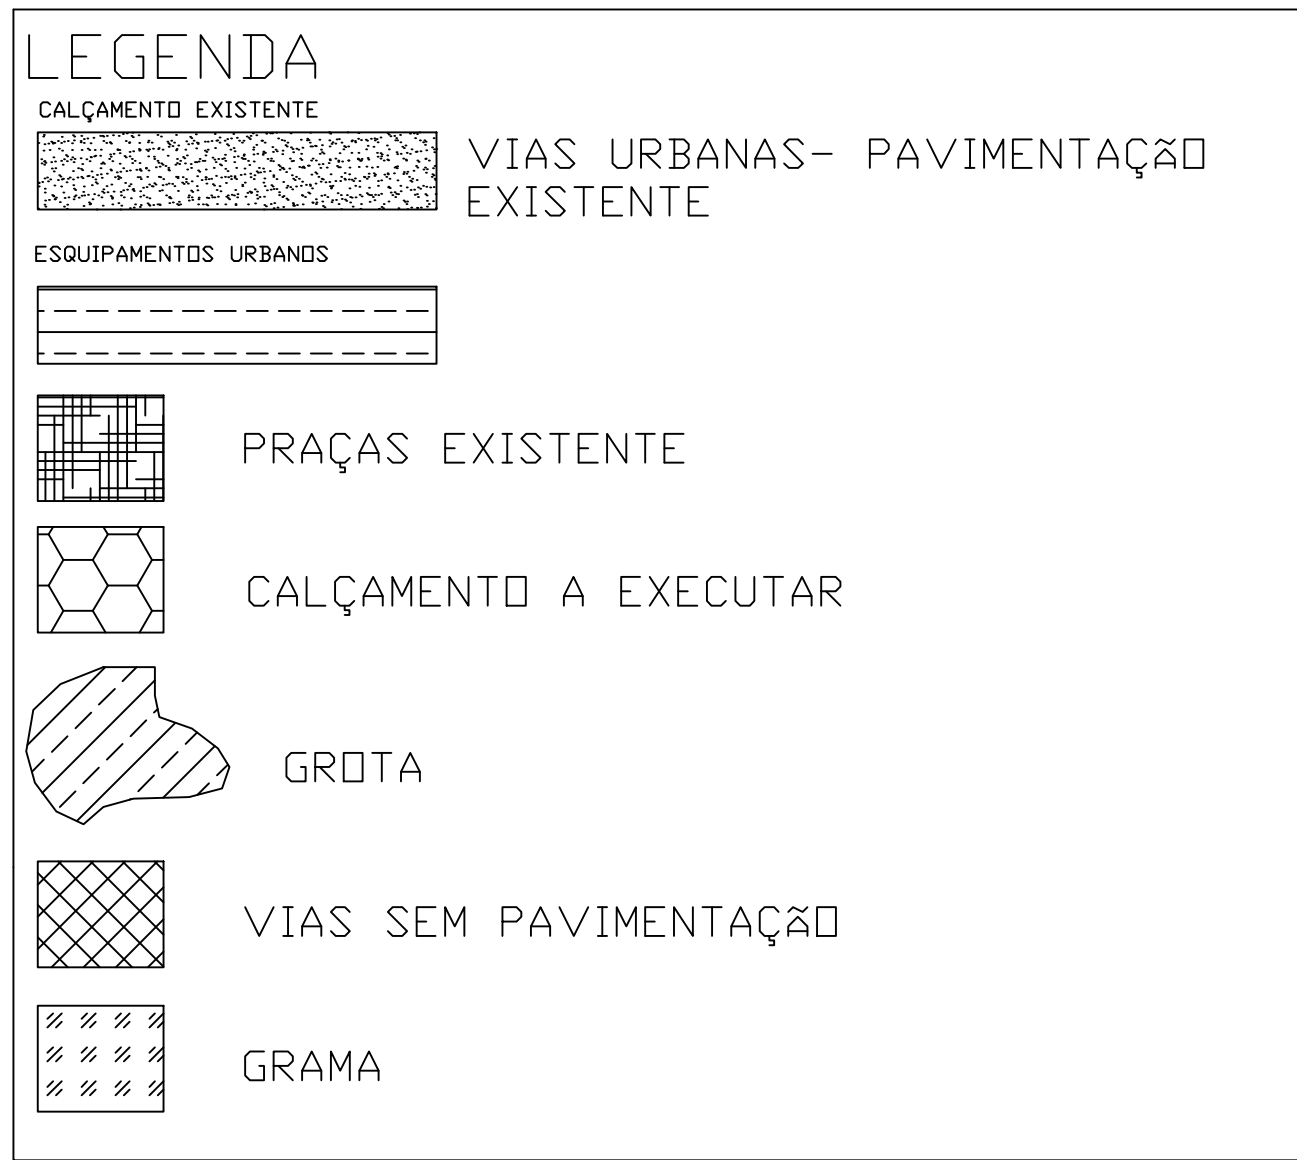 LEGENDA
CALÇAMENTO EXISTENTE
VIAS URBANAS- PAVIMENTAÇÃO
EXISTENTE
ESQUIPAMENTOS URBANOS
PRAÇAS EXISTENTE
CALÇAMENTO A EXECUTAR
GROTA
VIAS SEM PAVIMENTAÇÃO
GRAMA